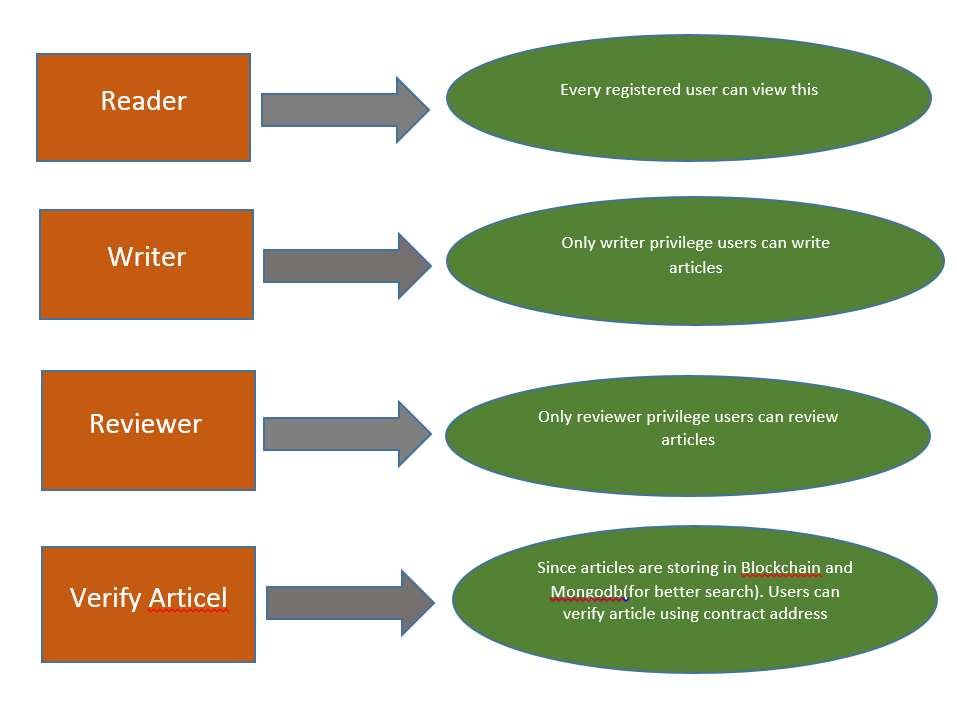 Reader
Every registered user can view this
Writer
Only writer privilege users can write
articles
Reviewer
Only reviewer privilege users can review
articles
Verify Articel
Since articles are storing in Blockchain and
Mongodb(for better search). Users can
verify article using contract address